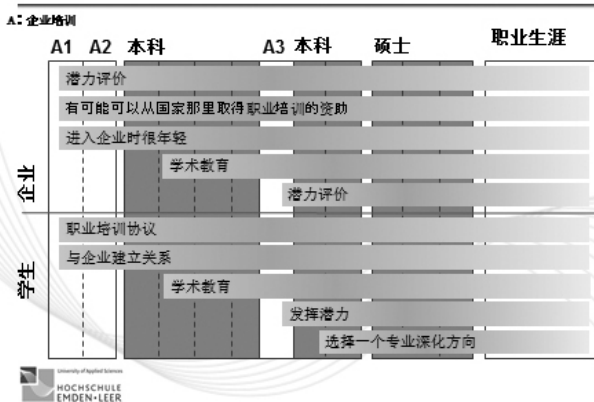 A: 企业培训
A1 A2 本科 A3 本科 硕士 职业生涯
企业
潜力评价
有可能可以从国家那里取得职业培训的资助
进入企业时很年轻
学术教育
潜力评价
学生
职业培训协议
与企业建立关系
学术教育
发挥潜力
选择一个专业深化方向
University of Applied Sciences
HOCHSCHULE
EMDEN•LEER